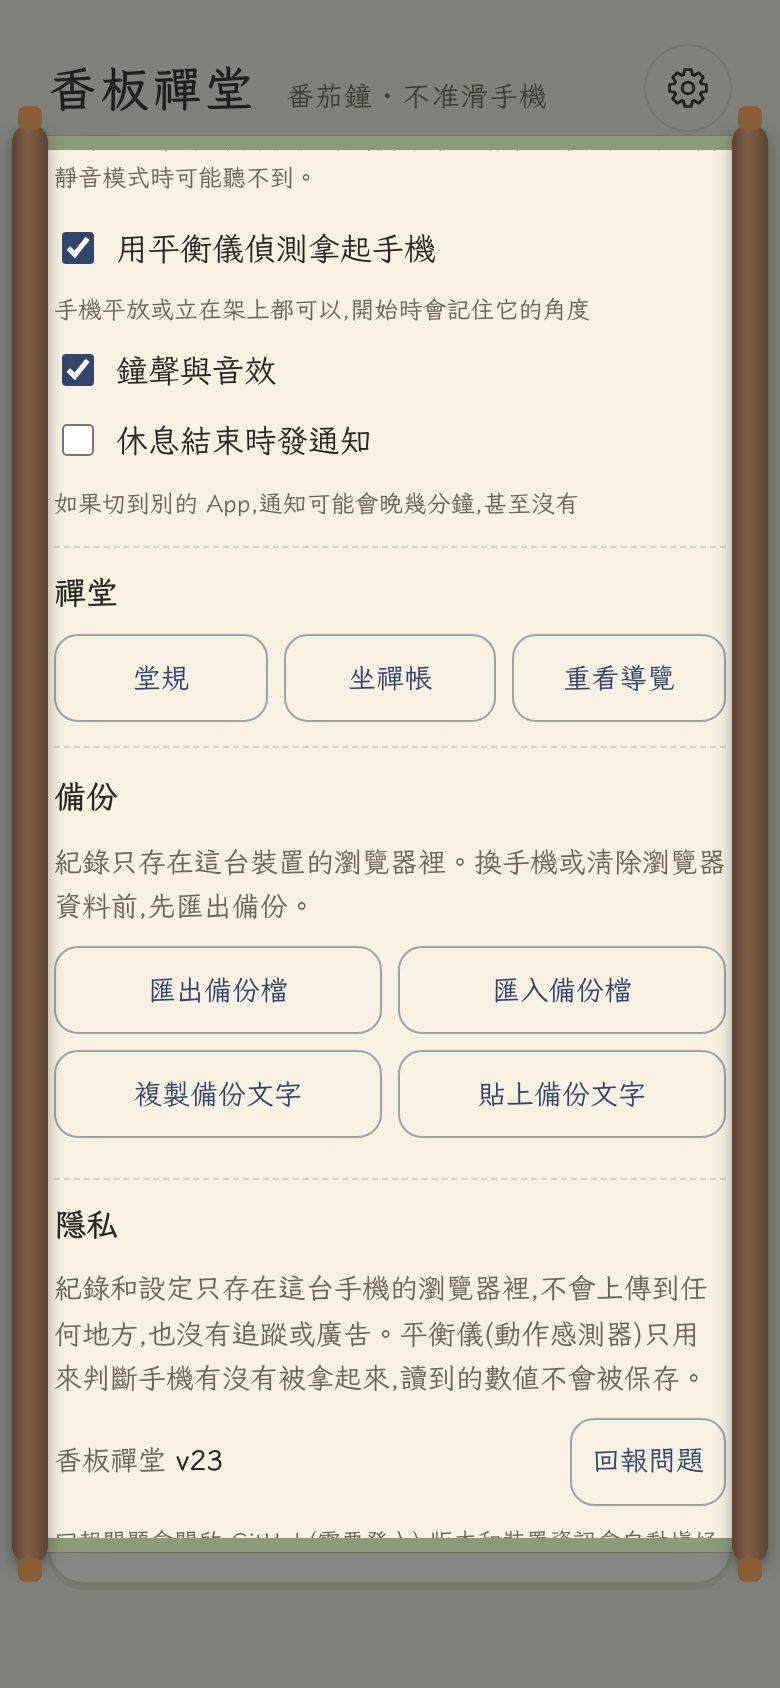 香板禪堂 番茄鐘・不准滑手機
靜音模式時可能聽不到。
用平衡儀偵測拿起手機
手機平放或立在架上都可以,開始時會記住它的角度
鐘聲與音效
休息結束時發通知
如果切到別的 App,通知可能會晚幾分鐘,甚至沒有
禪堂
堂規 坐禪帳 重看導覽
備份
紀錄只存在這台裝置的瀏覽器裡。換手機或清除瀏覽器
資料前,先匯出備份。
匯出備份檔 匯入備份檔
複製備份文字 貼上備份文字
隱私
紀錄和設定只存在這台手機的瀏覽器裡,不會上傳到任
何地方,也沒有追蹤或廣告。平衡儀(動作感測器)只用
來判斷手機有沒有被拿起來,讀到的數值不會被保存。
香板禪堂 v23 回報問題